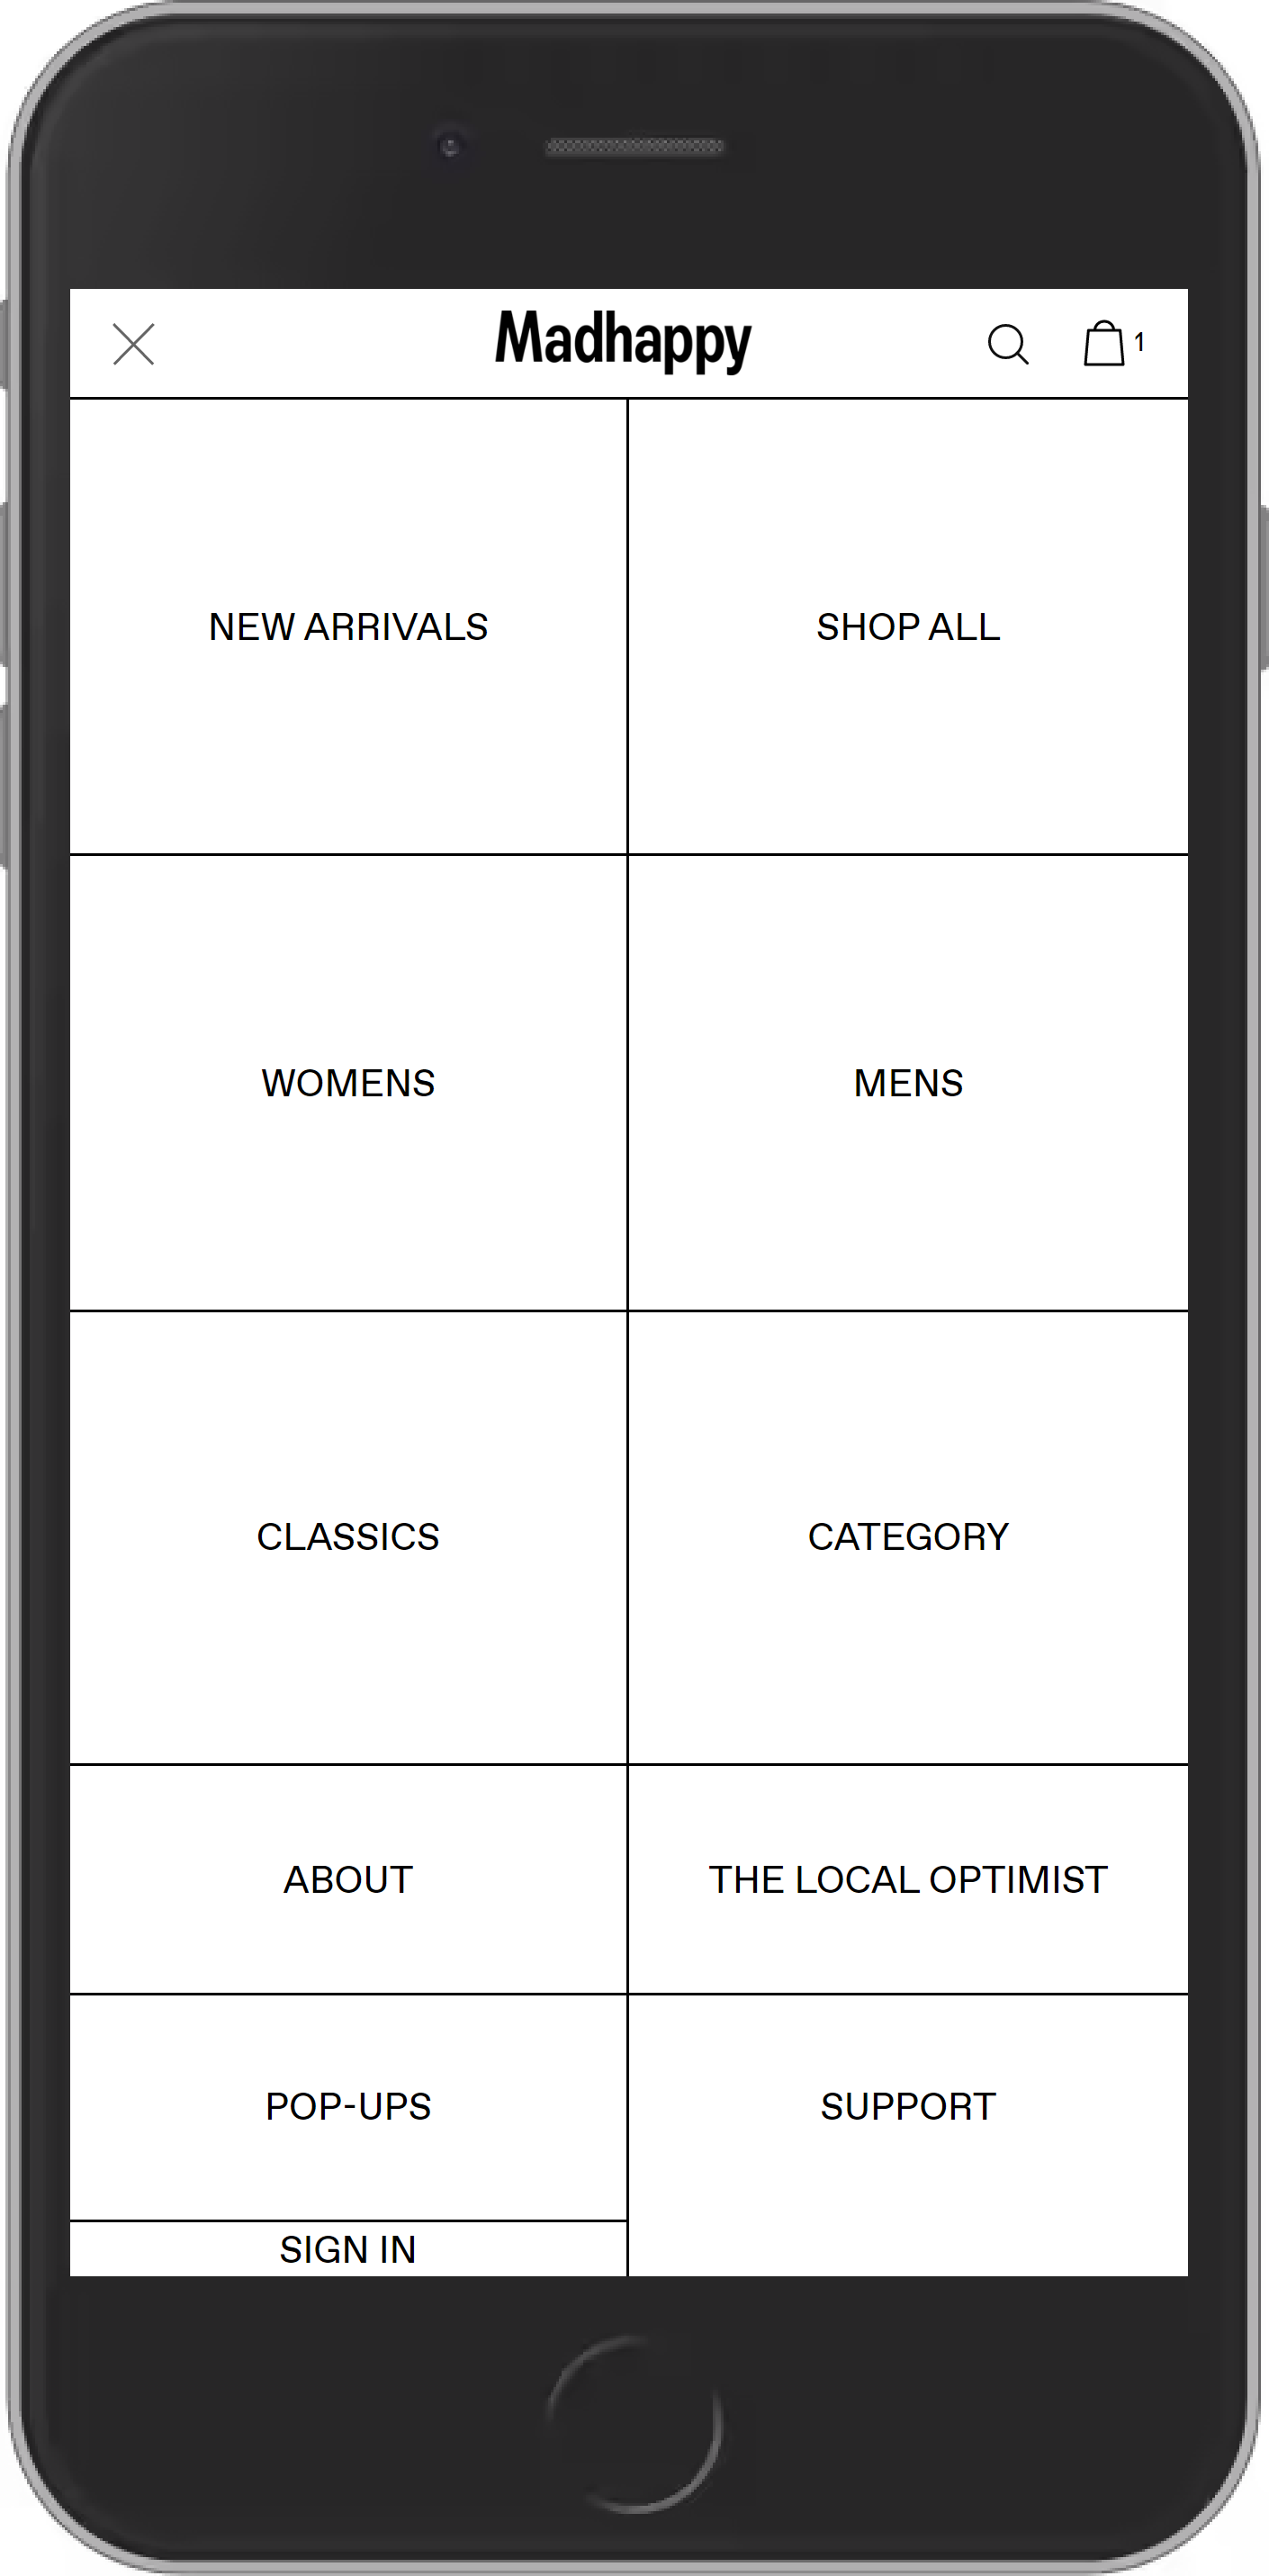 Madhappy
1
NEW ARRIVALS
SHOP ALL
WOMENS
MENS
CLASSICS
CATEGORY
ABOUT
THE LOCAL OPTIMIST
POP-UPS
SUPPORT
SIGN IN